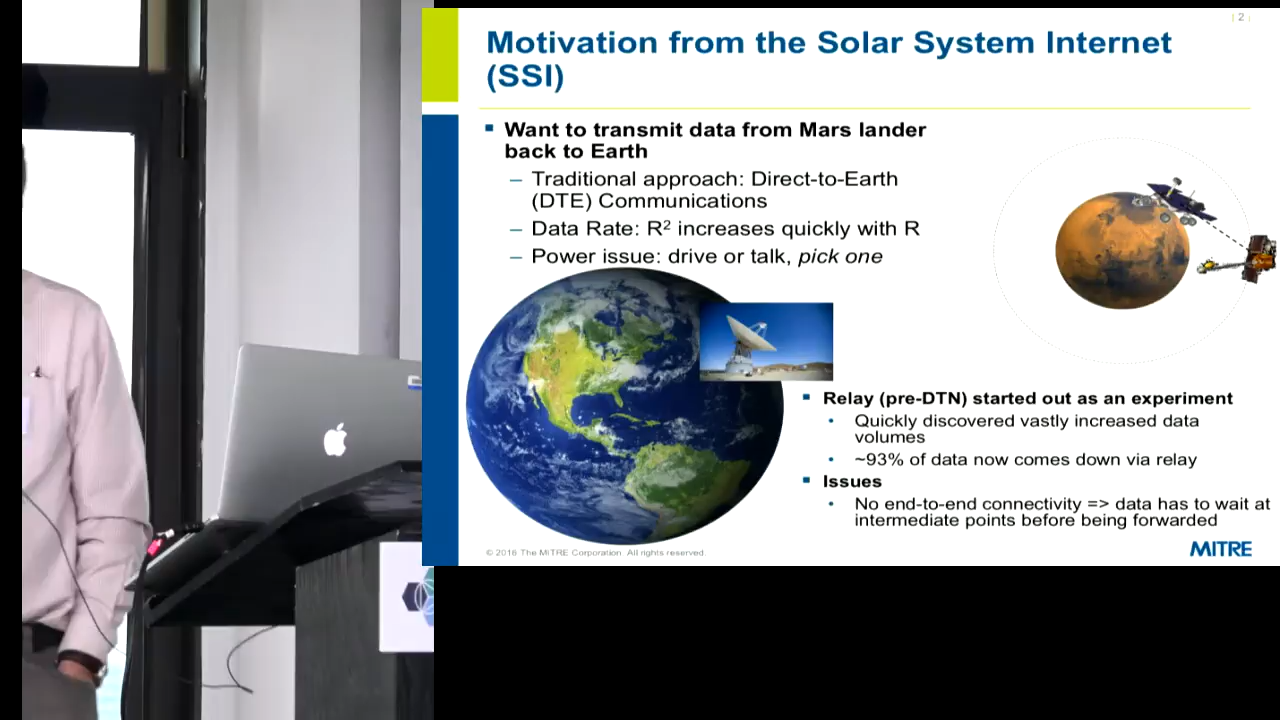 | 2 |
Motivation from the Solar System Internet
(SSI)
▪ Want to transmit data from Mars lander
back to Earth
– Traditional approach: Direct-to-Earth
(DTE) Communications
– Data Rate: R² increases quickly with R
– Power issue: drive or talk, pick one
▪ Relay (pre-DTN) started out as an experiment
• Quickly discovered vastly increased data
volumes
• ~93% of data now comes down via relay
▪ Issues
• No end-to-end connectivity => data has to wait at
intermediate points before being forwarded
© 2016 The MITRE Corporation All rights reserved.
MITRE